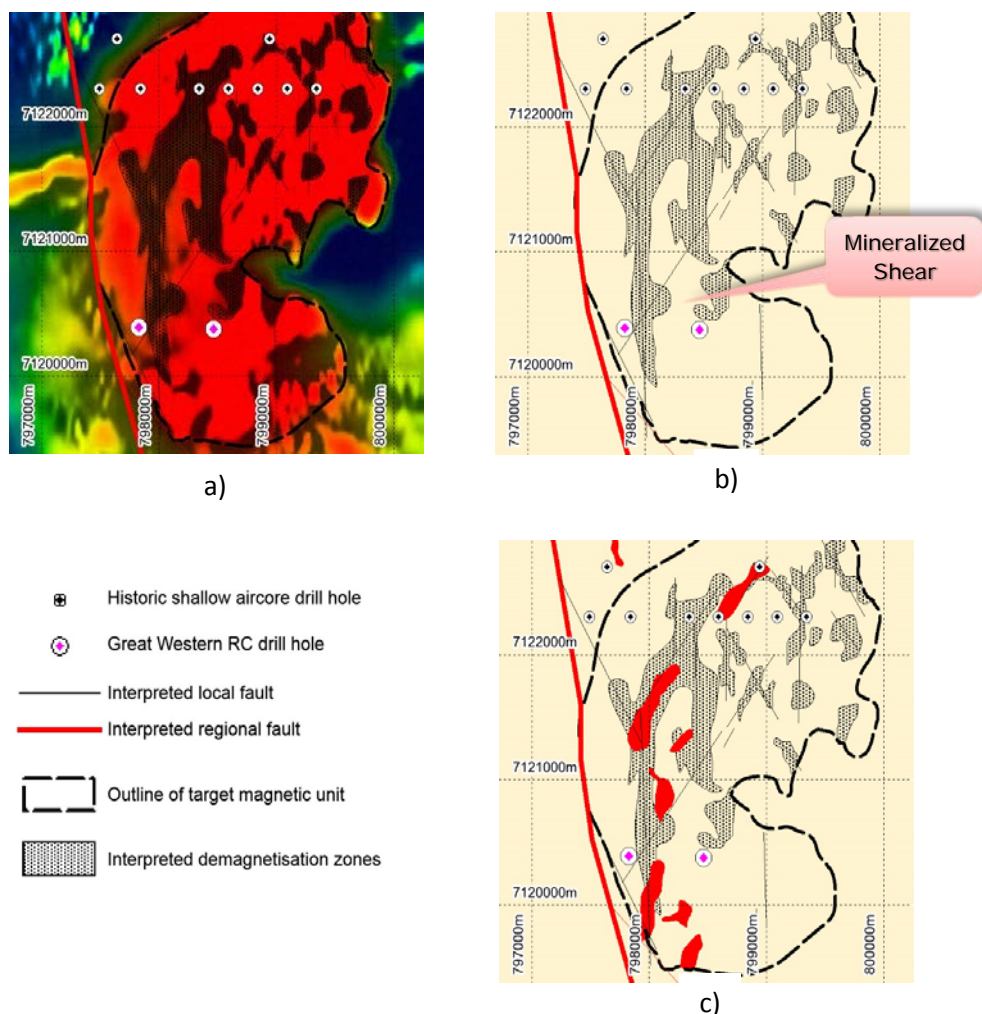 7122000m
7121000m
7120000m
797000m
798000m
799000m
800000m
a)
7122000m
7121000m
7120000m
797000m
798000m
799000m
800000m
Mineralized
Shear
b)
Historic shallow aircore drill hole
Great Western RC drill hole
Interpreted local fault
Interpreted regional fault
Outline of target magnetic unit
Interpreted demagnetisation zones
7122000m
7121000m
7120000m
797000m
798000m
799000m
800000m
c)